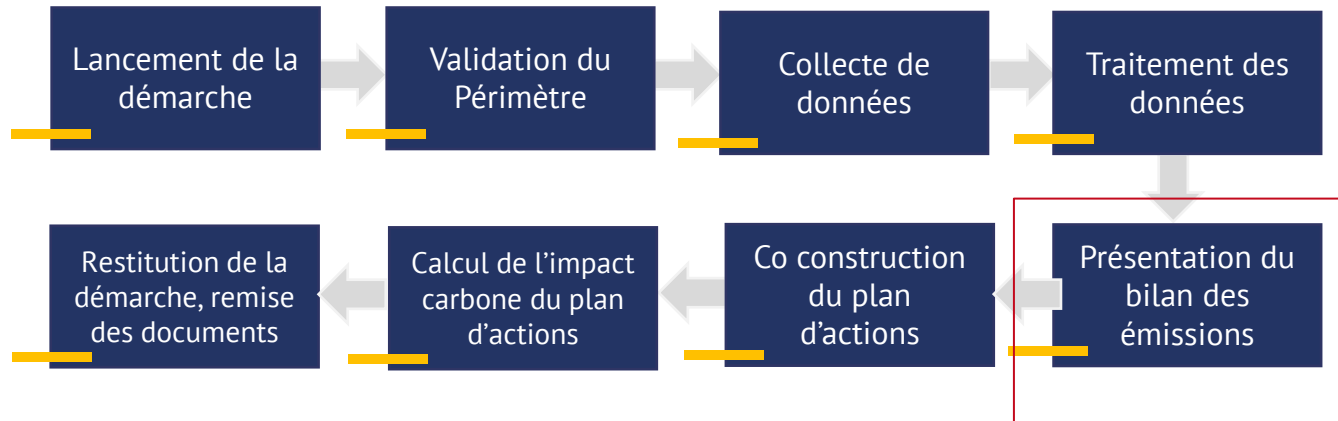 Lancement de la
démarche
Validation du
Périmètre
Collecte de
données
Traitement des
données
Présentation du
bilan des
émissions
Co construction
du plan
d’actions
Calcul de l’impact
carbone du plan
d’actions
Restitution de la
démarche, remise
des documents